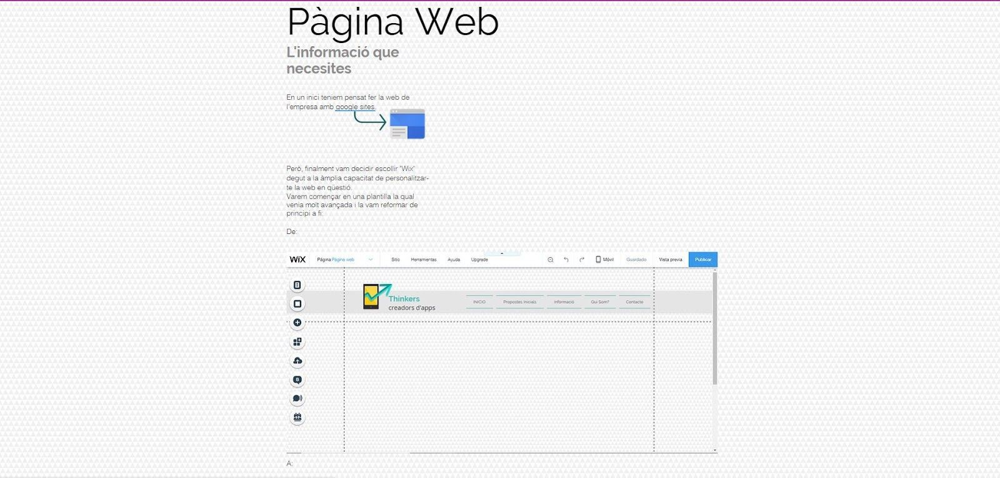 Pàgina Web
L'informació que
necesites
En un inici teniem pensat fer la web de
l'empresa amb google sites.
Però, finalment vam decidir escollir "Wix"
degut a la àmplia capacitat de personalitzar-
te la web en qüestió.
Varem començar en una plantilla la qual
venia molt avançada i la vam reformar de
principi a fi:
De:
WiX Página Pàgina web Sitio Herramientas Ayuda Upgrade Móvil Guardado Vista previa Publicar
Thinkers
creadors d'apps
INICIO Propostes Inicials Informació Qui Som? Contacte
A: